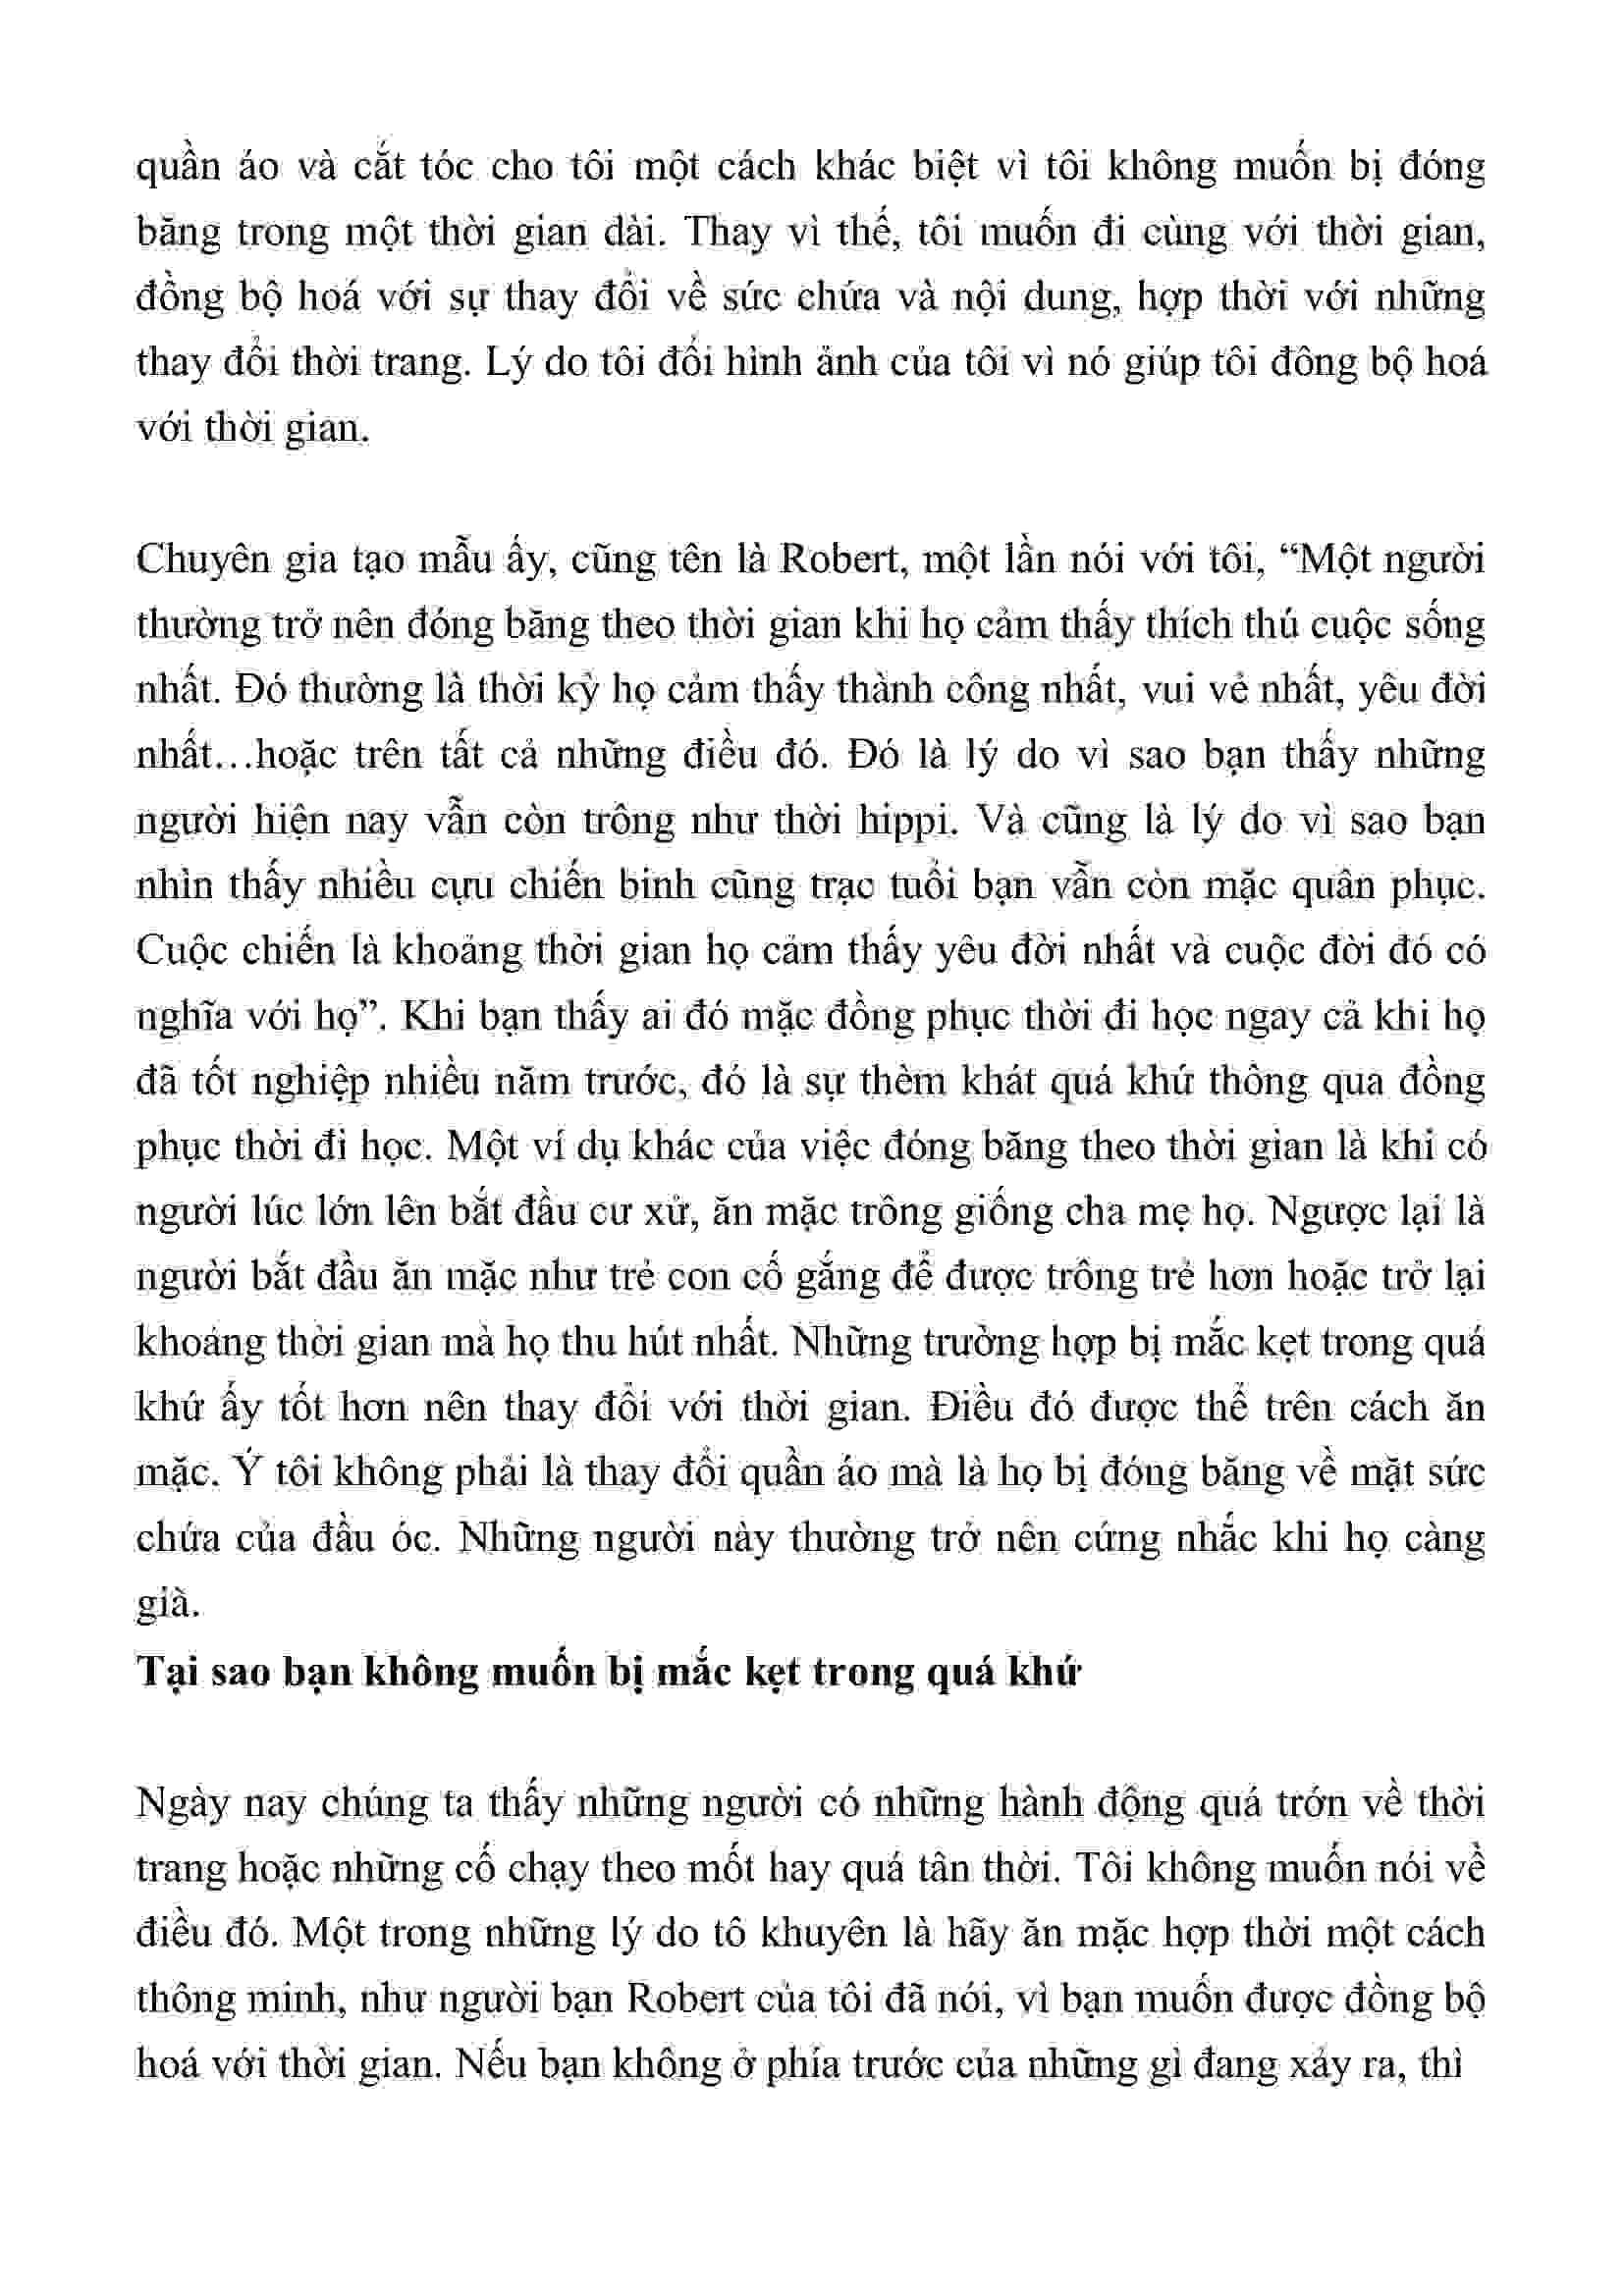 quần áo và cắt tóc cho tôi một cách khác biệt vì tôi không muốn bị đóng
băng trong một thời gian dài. Thay vì thế, tôi muốn đi cùng với thời gian,
đồng bộ hoá với sự thay đổi về sức chứa và nội dung, hợp thời với những
thay đổi thời trang. Lý do tôi đổi hình ảnh của tôi vì nó giúp tôi đông bộ hoá
với thời gian.
Chuyên gia tạo mẫu ấy, cũng tên là Robert, một lần nói với tôi, “Một người
thường trở nên đóng băng theo thời gian khi họ cảm thấy thích thú cuộc sống
nhất. Đó thường là thời kỳ họ cảm thấy thành công nhất, vui vẻ nhất, yêu đời
nhất…hoặc trên tất cả những điều đó. Đó là lý do vì sao bạn thấy những
người hiện nay vẫn còn trông như thời hippi. Và cũng là lý do vì sao bạn
nhìn thấy nhiều cựu chiến binh cũng trạc tuổi bạn vẫn còn mặc quân phục.
Cuộc chiến là khoảng thời gian họ cảm thấy yêu đời nhất và cuộc đời đó có
nghĩa với họ”. Khi bạn thấy ai đó mặc đồng phục thời đi học ngay cả khi họ
đã tốt nghiệp nhiều năm trước, đó là sự thèm khát quá khứ thông qua đồng
phục thời đi học. Một ví dụ khác của việc đóng băng theo thời gian là khi có
người lúc lớn lên bắt đầu cư xử, ăn mặc trông giống cha mẹ họ. Ngược lại là
người bắt đầu ăn mặc như trẻ con cố gắng để được trông trẻ hơn hoặc trở lại
khoảng thời gian mà họ thu hút nhất. Những trường hợp bị mắc kẹt trong quá
khứ ấy tốt hơn nên thay đổi với thời gian. Điều đó được thể trên cách ăn
mặc. Ý tôi không phải là thay đổi quần áo mà là họ bị đóng băng về mặt sức
chứa của đầu óc. Những người này thường trở nên cứng nhắc khi họ càng
già.
Tại sao bạn không muốn bị mắc kẹt trong quá khứ
Ngày nay chúng ta thấy những người có những hành động quá trớn về thời
trang hoặc những cố chạy theo mốt hay quá tân thời. Tôi không muốn nói về
điều đó. Một trong những lý do tô khuyên là hãy ăn mặc hợp thời một cách
thông minh, như người bạn Robert của tôi đã nói, vì bạn muốn được đồng bộ
hoá với thời gian. Nếu bạn không ở phía trước của những gì đang xảy ra, thì